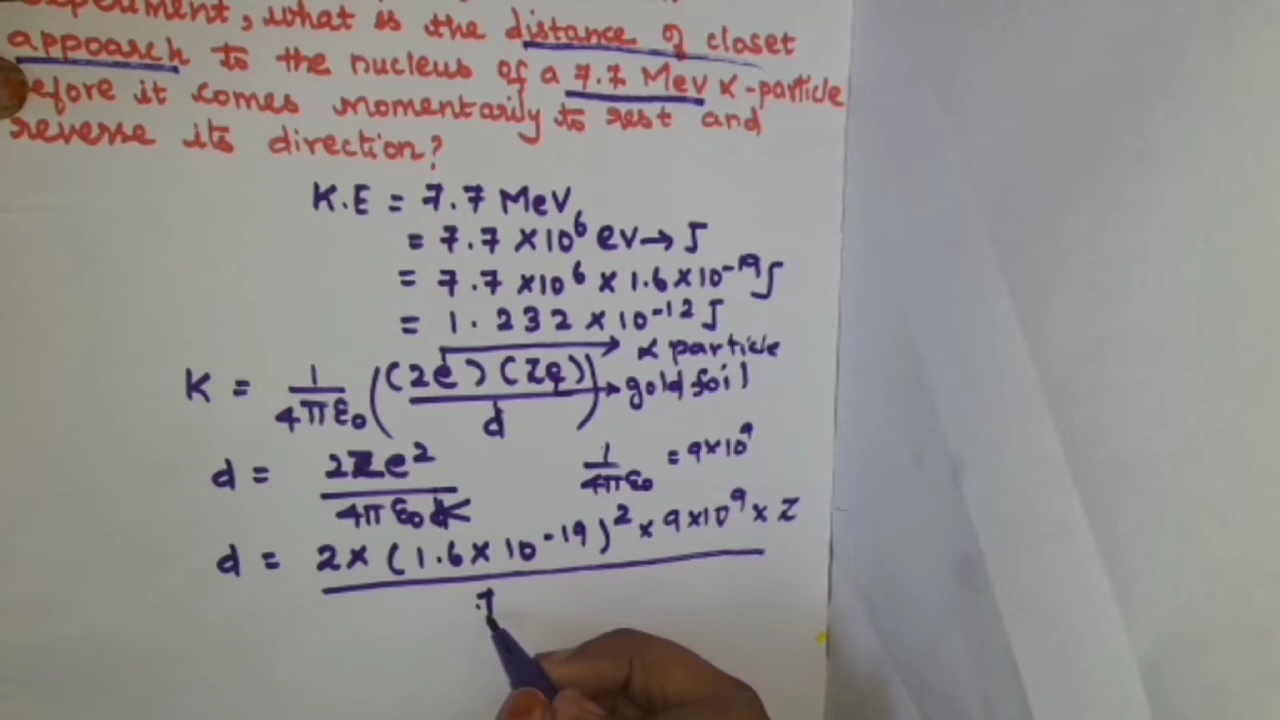 experiment, what is the distance of closet
appoarch to the nucleus of a 7.7 MeV α-particle
before it comes momentarily to rest and
reverse its direction?
K.E = 7.7 MeV
= 7.7 × 10⁶ eV → J
= 7.7 × 10⁶ × 1.6 × 10⁻¹⁹ J
= 1.232 × 10⁻¹² J
→ α particle
K = 1/4πε₀ ((2e)(Ze)/d) → gold foil
d = 2Ze²/4πε₀K
1/4πε₀ = 9×10⁹
d = 2 × (1.6 × 10⁻¹⁹)² × 9×10⁹ × Z